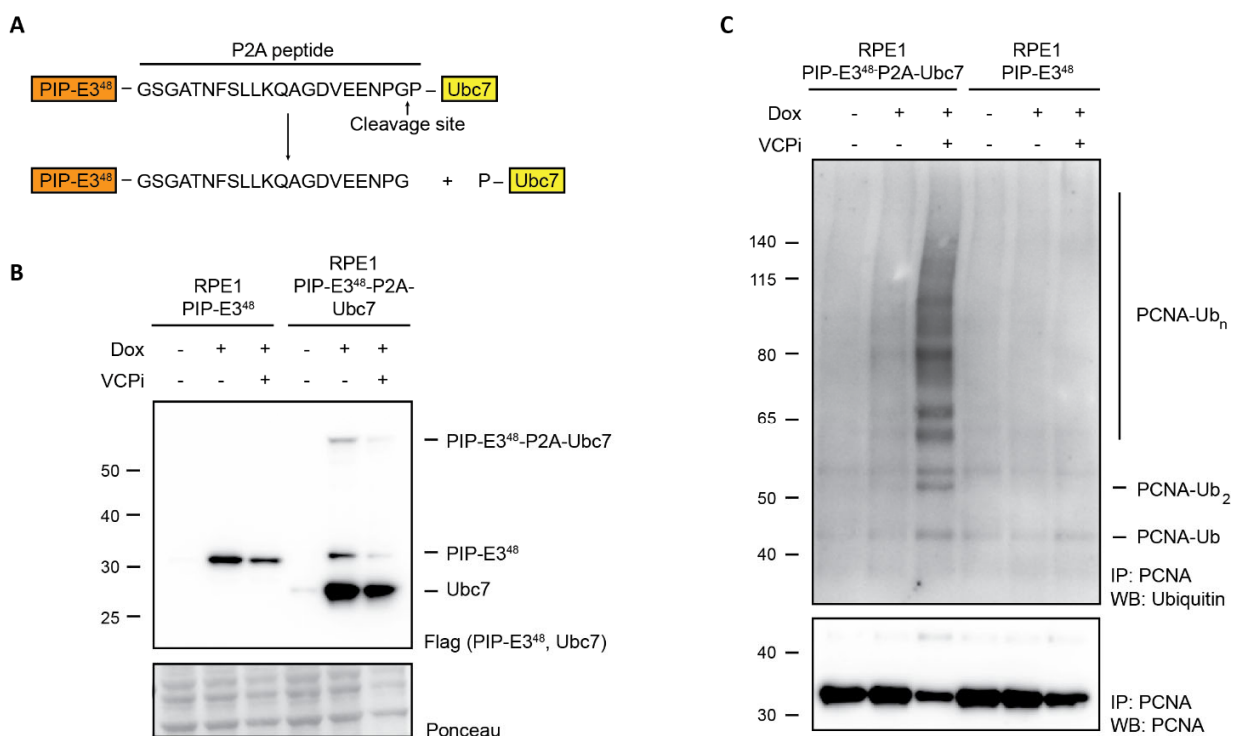 A
P2A peptide
PIP-E3⁴⁸ – GSGATNFSLLKQAGDVEENPGP – Ubc7
Cleavage site
PIP-E3⁴⁸ – GSGATNFSLLKQAGDVEENPG + P – Ubc7
B
RPE1
PIP-E3⁴⁸
RPE1
PIP-E3⁴⁸-P2A-
Ubc7
Dox - + + - + +
VCPi - - + - - +
50
40
30
25
PIP-E3⁴⁸-P2A-Ubc7
PIP-E3⁴⁸
Ubc7
Flag (PIP-E3⁴⁸, Ubc7)
Ponceau
C
RPE1
PIP-E3⁴⁸-P2A-Ubc7
RPE1
PIP-E3⁴⁸
Dox - + + - + +
VCPi - - + - - +
140
115
80
65
50
40
PCNA-Ubₙ
PCNA-Ub₂
PCNA-Ub
IP: PCNA
WB: Ubiquitin
40
30
IP: PCNA
WB: PCNA